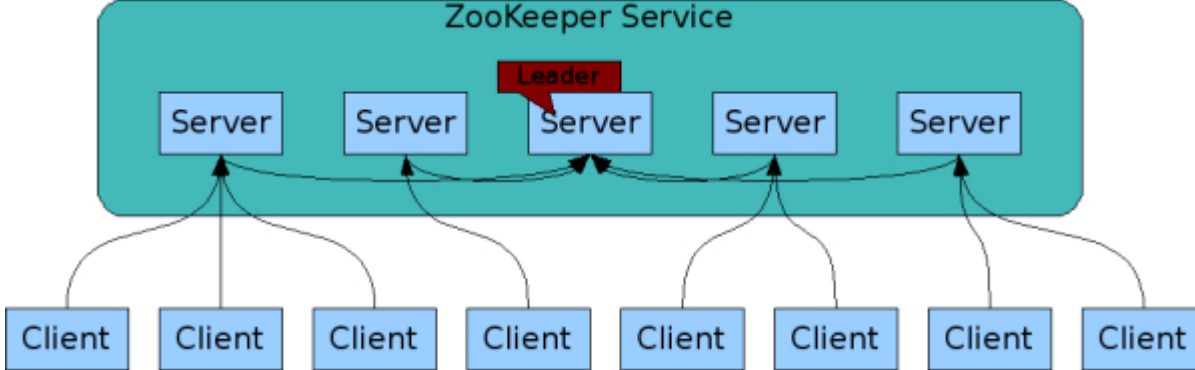 ZooKeeper Service
Leader
Server Server Server Server Server
Client Client Client Client Client Client Client Client